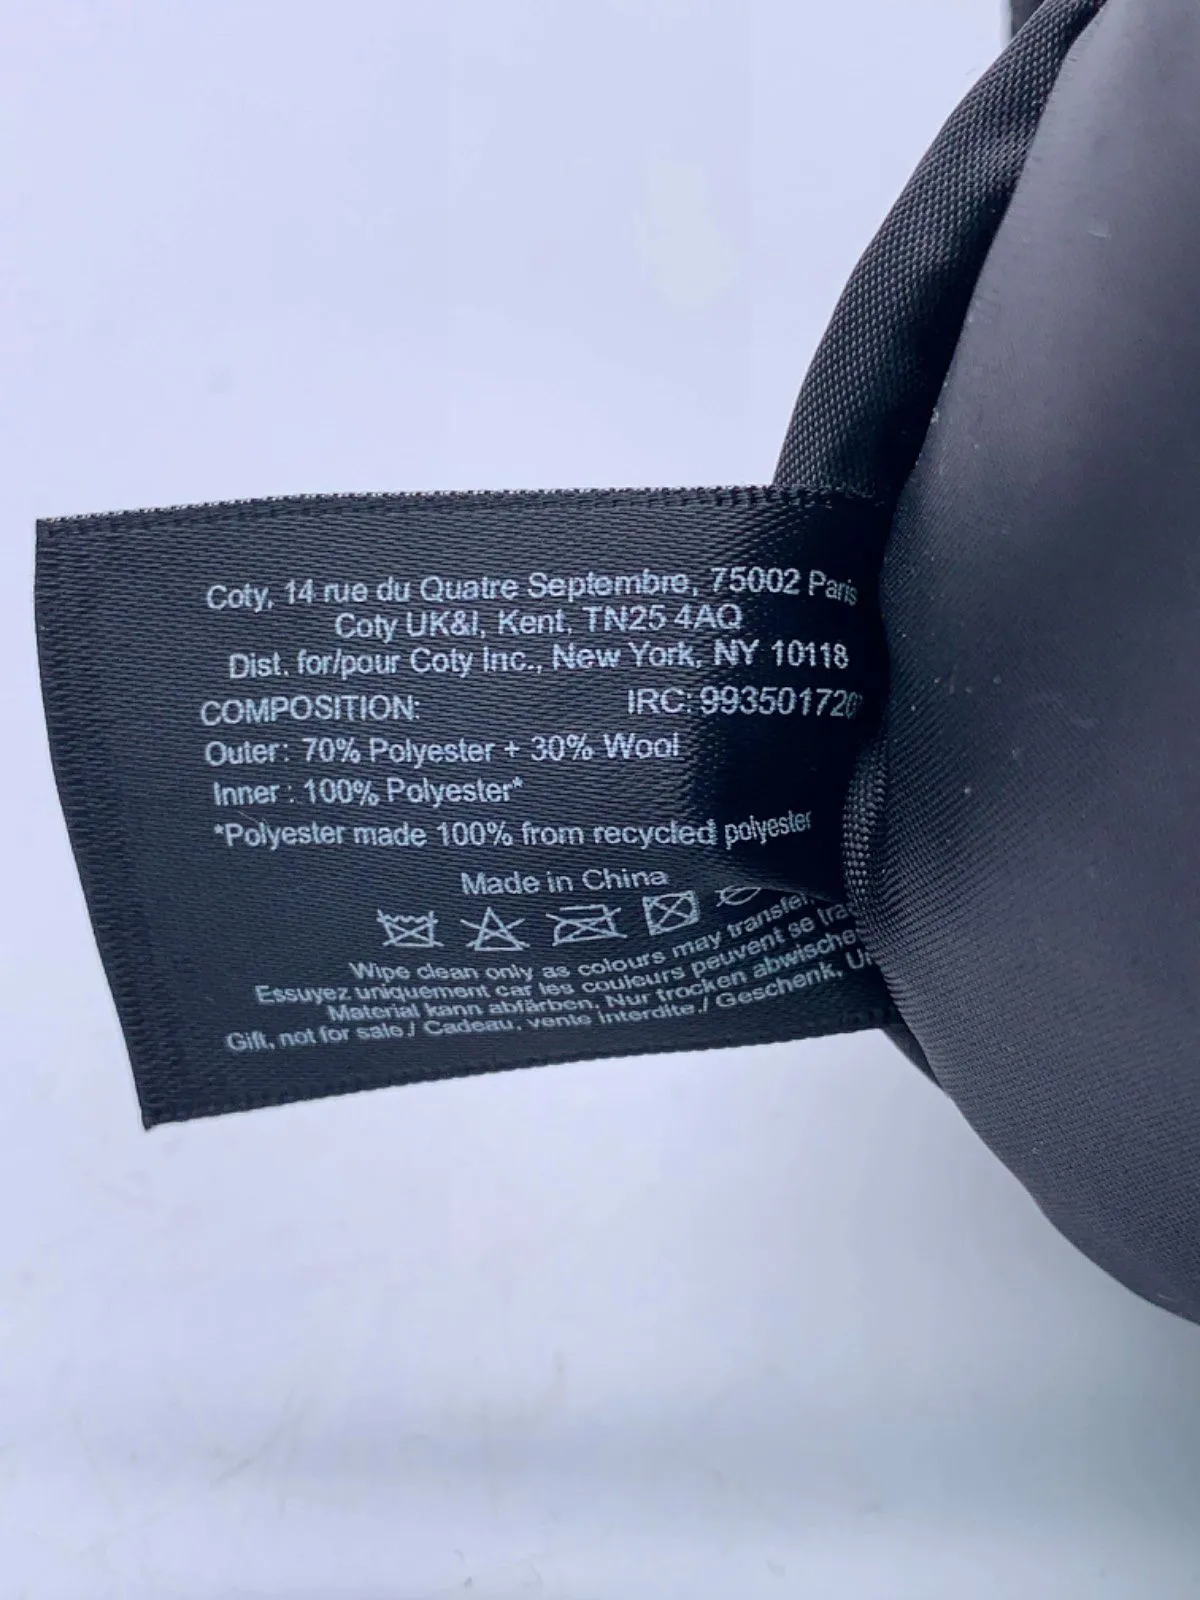 Coty, 14 rue du Quatre Septembre, 75002 Paris
Coty UK&I, Kent, TN25 4AQ
Dist. for/pour Coty Inc., New York, NY 10118
COMPOSITION: IRC:
Outer: 70% Polyester + 30% Wool
Inner : 100% Polyester*
*Polyester made 100% from recycled polyester
Made in China
Wipe clean only as colours may transfer
Essuyez uniquement car les couleurs peuvent se
Material kann abfärben. Nur trocken
Gift, not for sale./ Cadeau, vente interdite./ Geschenk,